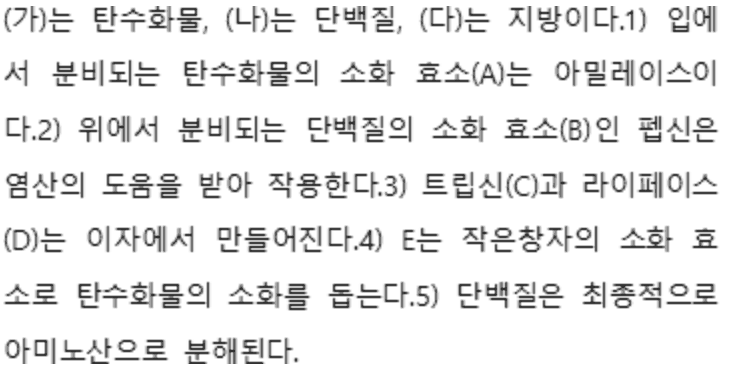 (가)는 탄수화물, (나)는 단백질, (다)는 지방이다.1) 입에
서 분비되는 탄수화물의 소화 효소(A)는 아밀레이스이
다.2) 위에서 분비되는 단백질의 소화 효소(B)인 펩신은
염산의 도움을 받아 작용한다.3) 트립신(C)과 라이페이스
(D)는 이자에서 만들어진다.4) E는 작은창자의 소화 효
소로 탄수화물의 소화를 돕는다.5) 단백질은 최종적으로
아미노산으로 분해된다.